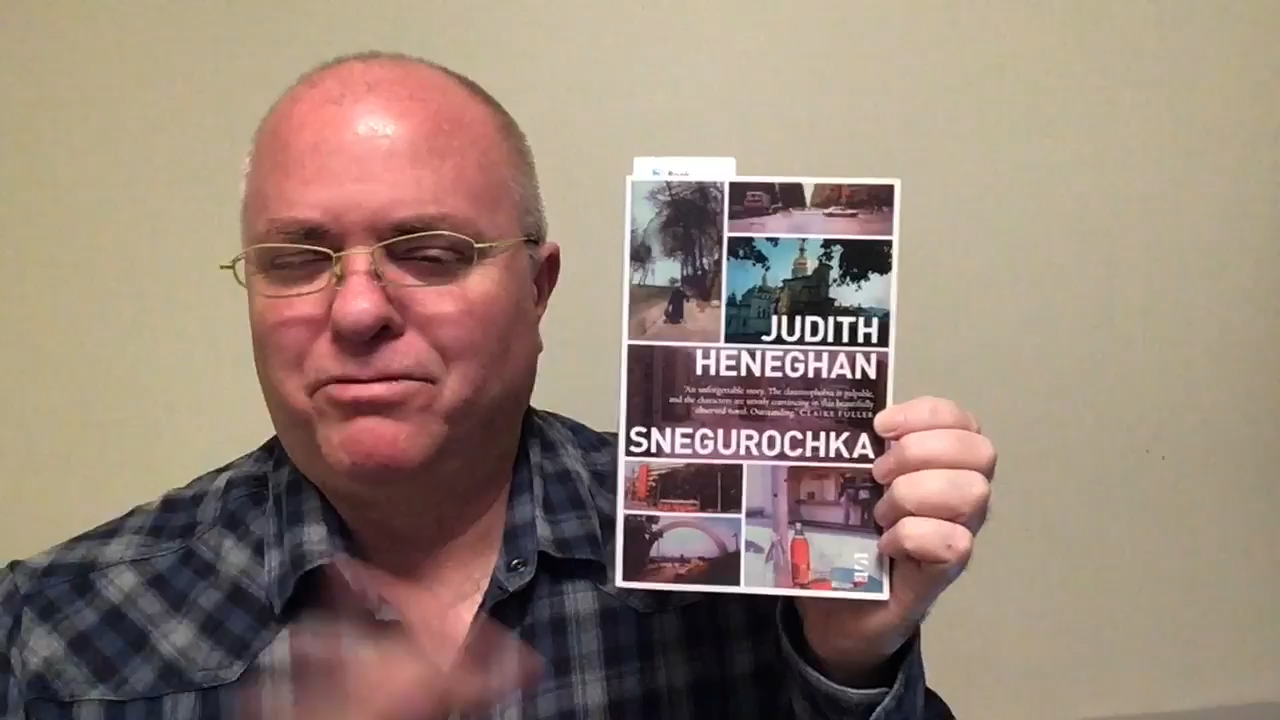 JUDITH
HENEGHAN
'An unforgettable story. The claustrophobia is palpable,
and the characters are utterly convincing in this beautifully
observed novel. Outstanding.' CLAIRE FULLER
SNEGUROCHKA